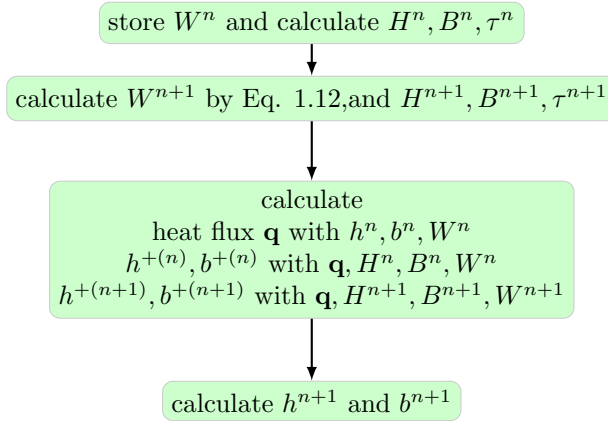 store $W^n$ and calculate $H^n, B^n, \tau^n$
calculate $W^{n+1}$ by Eq. 1.12,and $H^{n+1}, B^{n+1}, \tau^{n+1}$
calculate
heat flux $\mathbf{q}$ with $h^n, b^n, W^n$
$h^{+(n)}, b^{+(n)}$ with $\mathbf{q}, H^n, B^n, W^n$
$h^{+(n+1)}, b^{+(n+1)}$ with $\mathbf{q}, H^{n+1}, B^{n+1}, W^{n+1}$
calculate $h^{n+1}$ and $b^{n+1}$